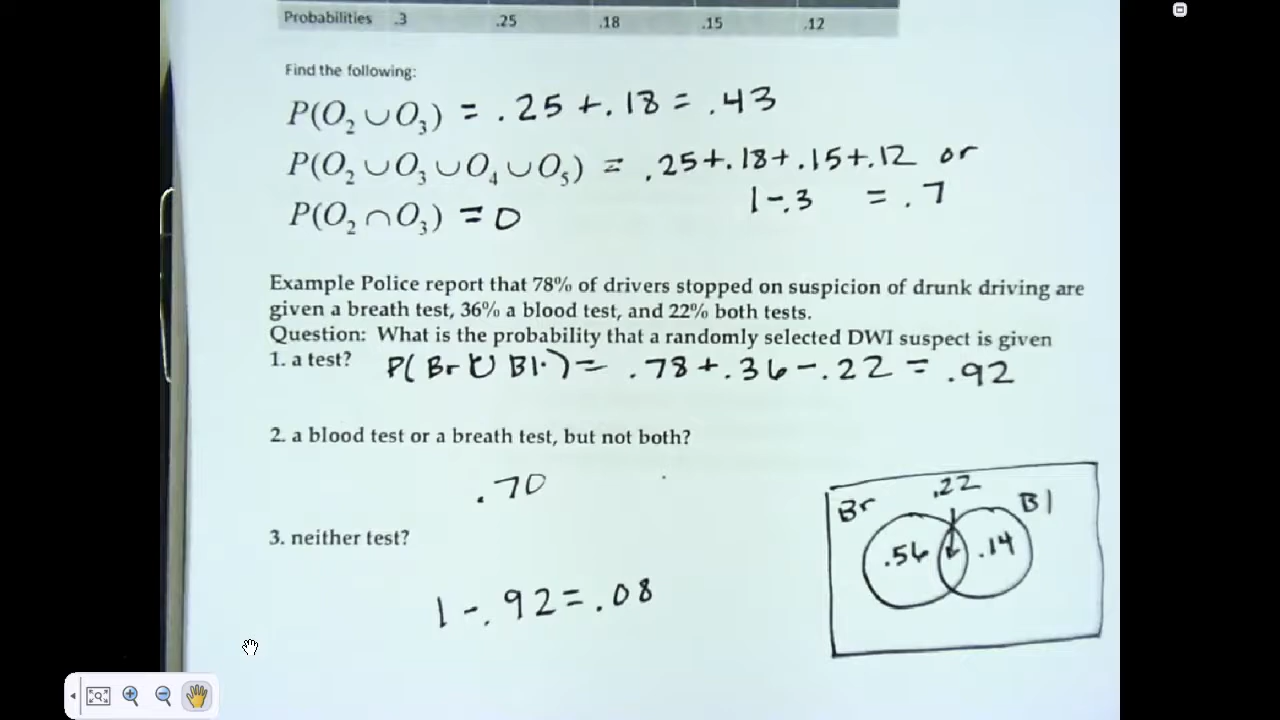 Probabilities .3 .25 .18 .15 .12
Find the following:
P(O₂ ∪ O₃) = .25 + .18 = .43
P(O₂ ∪ O₃ ∪ O₄ ∪ O₅) = .25+.18+.15+.12 or
1-.3 = .7
P(O₂ ∩ O₃) = 0
Example Police report that 78% of drivers stopped on suspicion of drunk driving are
given a breath test, 36% a blood test, and 22% both tests.
Question: What is the probability that a randomly selected DWI suspect is given
1. a test? P( Br ∪ Bl.) = .78 + .36 - .22 = .92
2. a blood test or a breath test, but not both?
.70
3. neither test?
1 - .92 = .08
.22
Br Bl
.56 .14